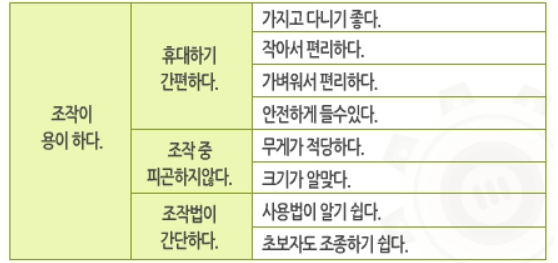 조작이
용이 하다.
휴대하기
간편하다.
가지고 다니기 좋다.
작아서 편리하다.
가벼워서 편리하다.
안전하게 들수있다.
조작 중
피곤하지않다.
무게가 적당하다.
크기가 알맞다.
조작법이
간단하다.
사용법이 알기 쉽다.
초보자도 조종하기 쉽다.